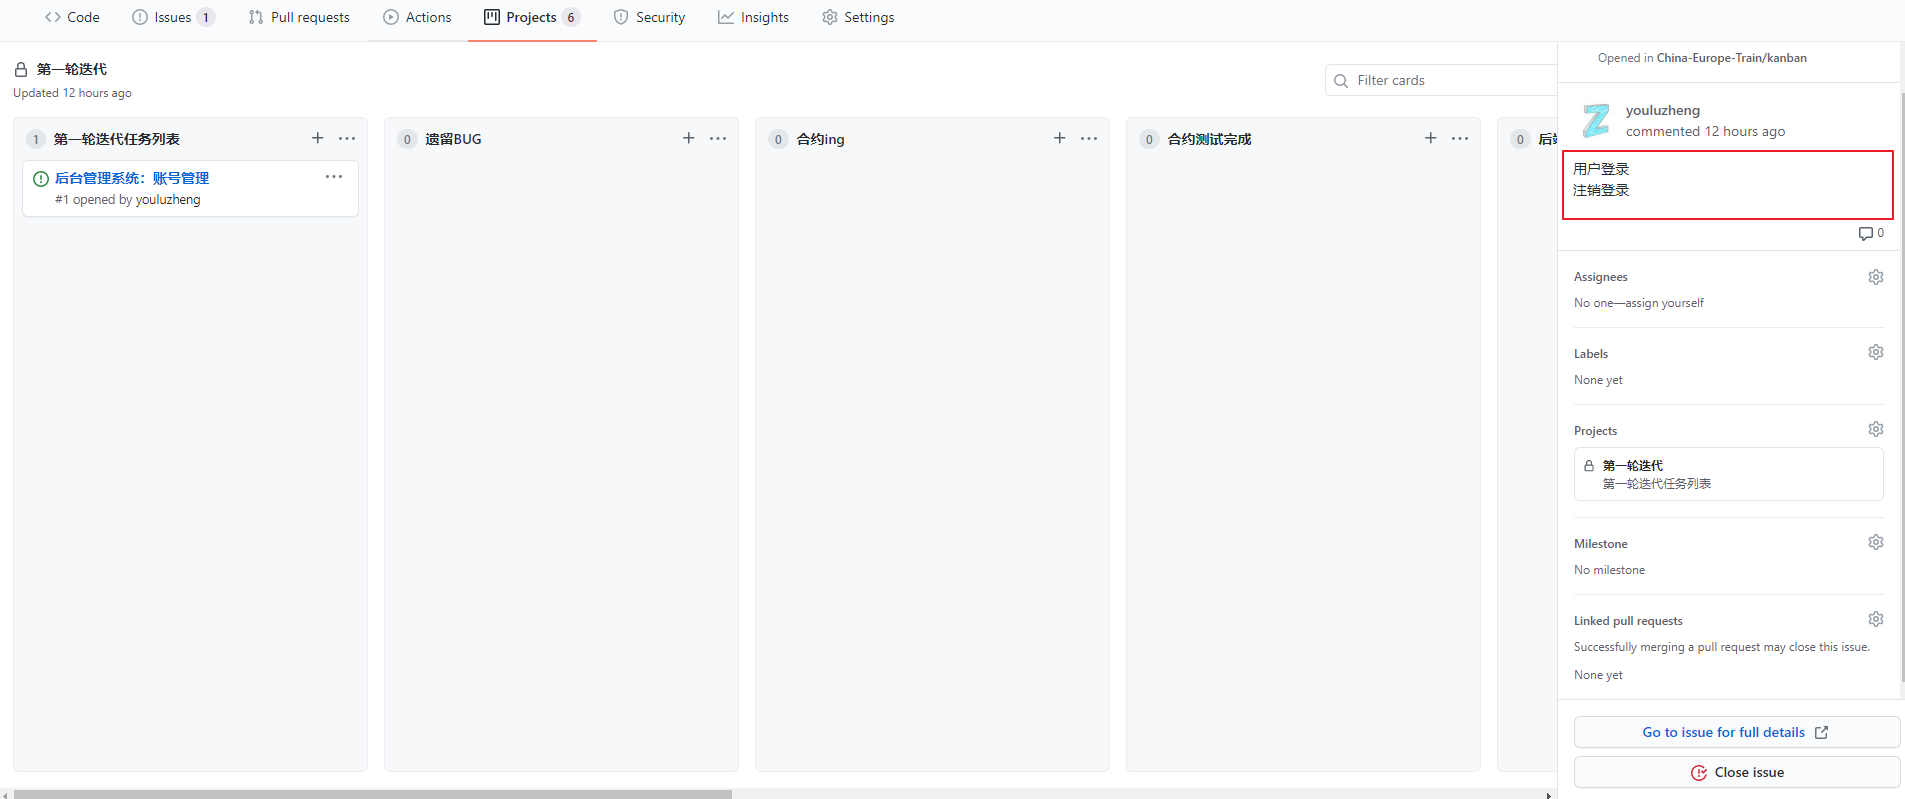 Code
Issues 1
Pull requests
Actions
Projects 6
Security
Insights
Settings
第一轮迭代
Updated 12 hours ago
Filter cards
1 第一轮迭代任务列表
后台管理系统：账号管理
#1 opened by youluzheng
0 遗留BUG
0 合约ing
0 合约测试完成
0 后
Opened in China-Europe-Train/kanban
youluzheng
commented 12 hours ago
用户登录
注销登录
0
Assignees
No one—assign yourself
Labels
None yet
Projects
第一轮迭代
第一轮迭代任务列表
Milestone
No milestone
Linked pull requests
Successfully merging a pull request may close this issue.
None yet
Go to issue for full details
Close issue